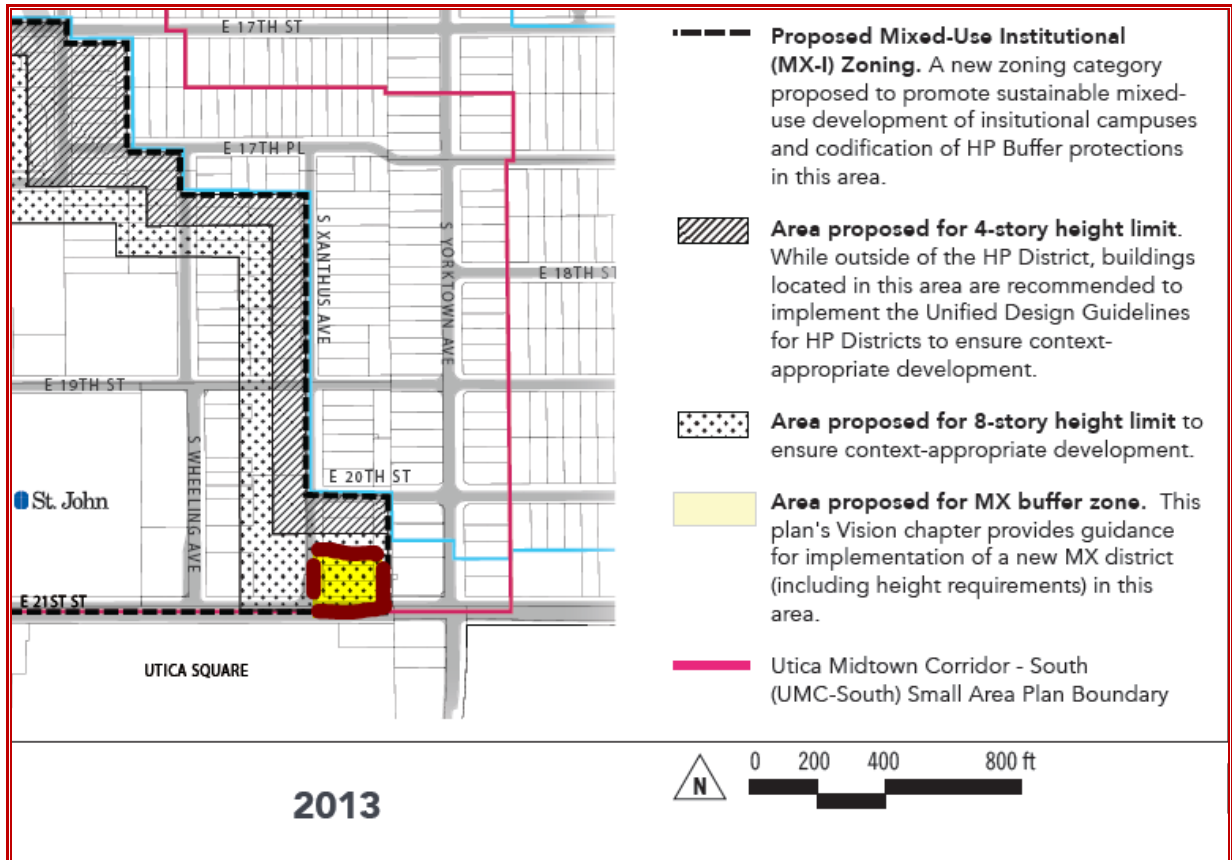 E 17TH ST
E 17TH PL
S XANTHUS AVE
S YORKTOWN AVE
E 18TH ST
E 19TH ST
S WHEELING AVE
E 20TH ST
St. John
E 21ST ST
UTICA SQUARE
Proposed Mixed-Use Institutional
(MX-I) Zoning. A new zoning category
proposed to promote sustainable mixed-
use development of insitutional campuses
and codification of HP Buffer protections
in this area.
Area proposed for 4-story height limit.
While outside of the HP District, buildings
located in this area are recommended to
implement the Unified Design Guidelines
for HP Districts to ensure context-
appropriate development.
Area proposed for 8-story height limit to
ensure context-appropriate development.
Area proposed for MX buffer zone. This
plan's Vision chapter provides guidance
for implementation of a new MX district
(including height requirements) in this
area.
Utica Midtown Corridor - South
(UMC-South) Small Area Plan Boundary
2013
N
0 200 400 800 ft